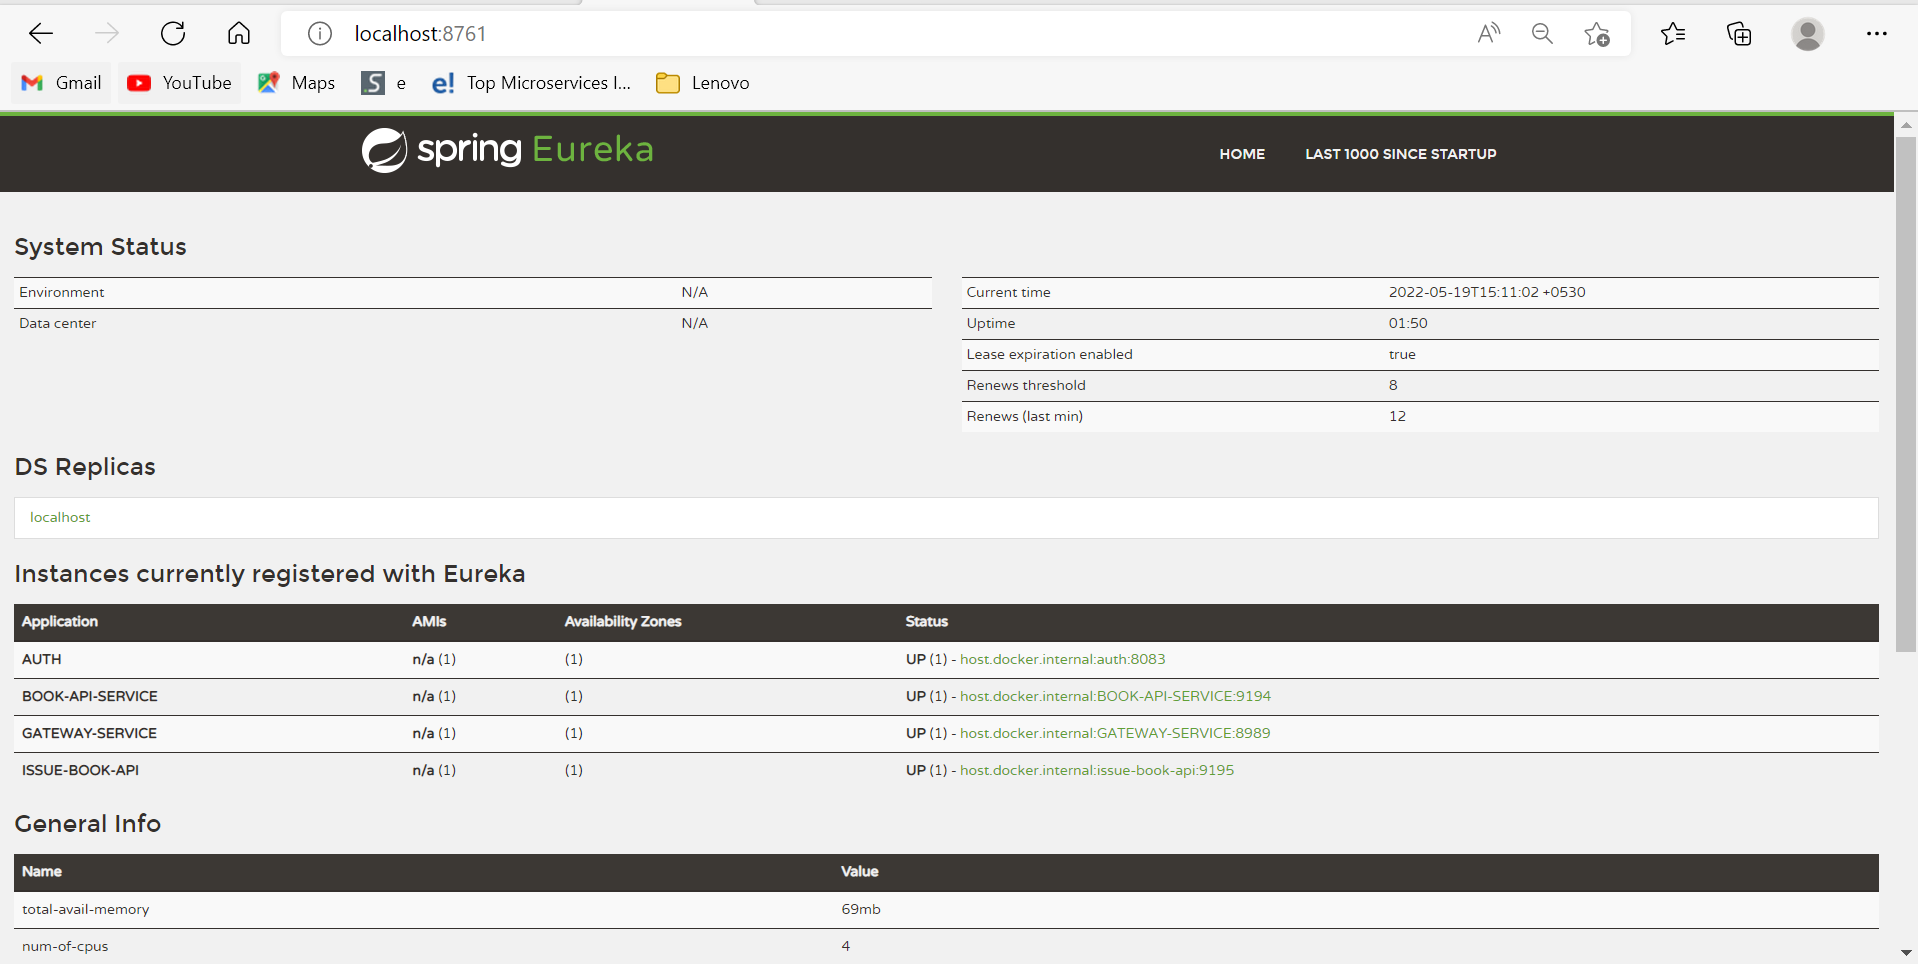 localhost:8761
Gmail YouTube Maps e e! Top Microservices I... Lenovo
spring Eureka HOME LAST 1000 SINCE STARTUP
System Status
Environment N/A
Data center N/A
Current time 2022-05-19T15:11:02 +0530
Uptime 01:50
Lease expiration enabled true
Renews threshold 8
Renews (last min) 12
DS Replicas
localhost
Instances currently registered with Eureka
Application AMIs Availability Zones Status
AUTH n/a (1) (1) UP (1) - host.docker.internal:auth:8083
BOOK-API-SERVICE n/a (1) (1) UP (1) - host.docker.internal:BOOK-API-SERVICE:9194
GATEWAY-SERVICE n/a (1) (1) UP (1) - host.docker.internal:GATEWAY-SERVICE:8989
ISSUE-BOOK-API n/a (1) (1) UP (1) - host.docker.internal:issue-book-api:9195
General Info
Name Value
total-avail-memory 69mb
num-of-cpus 4